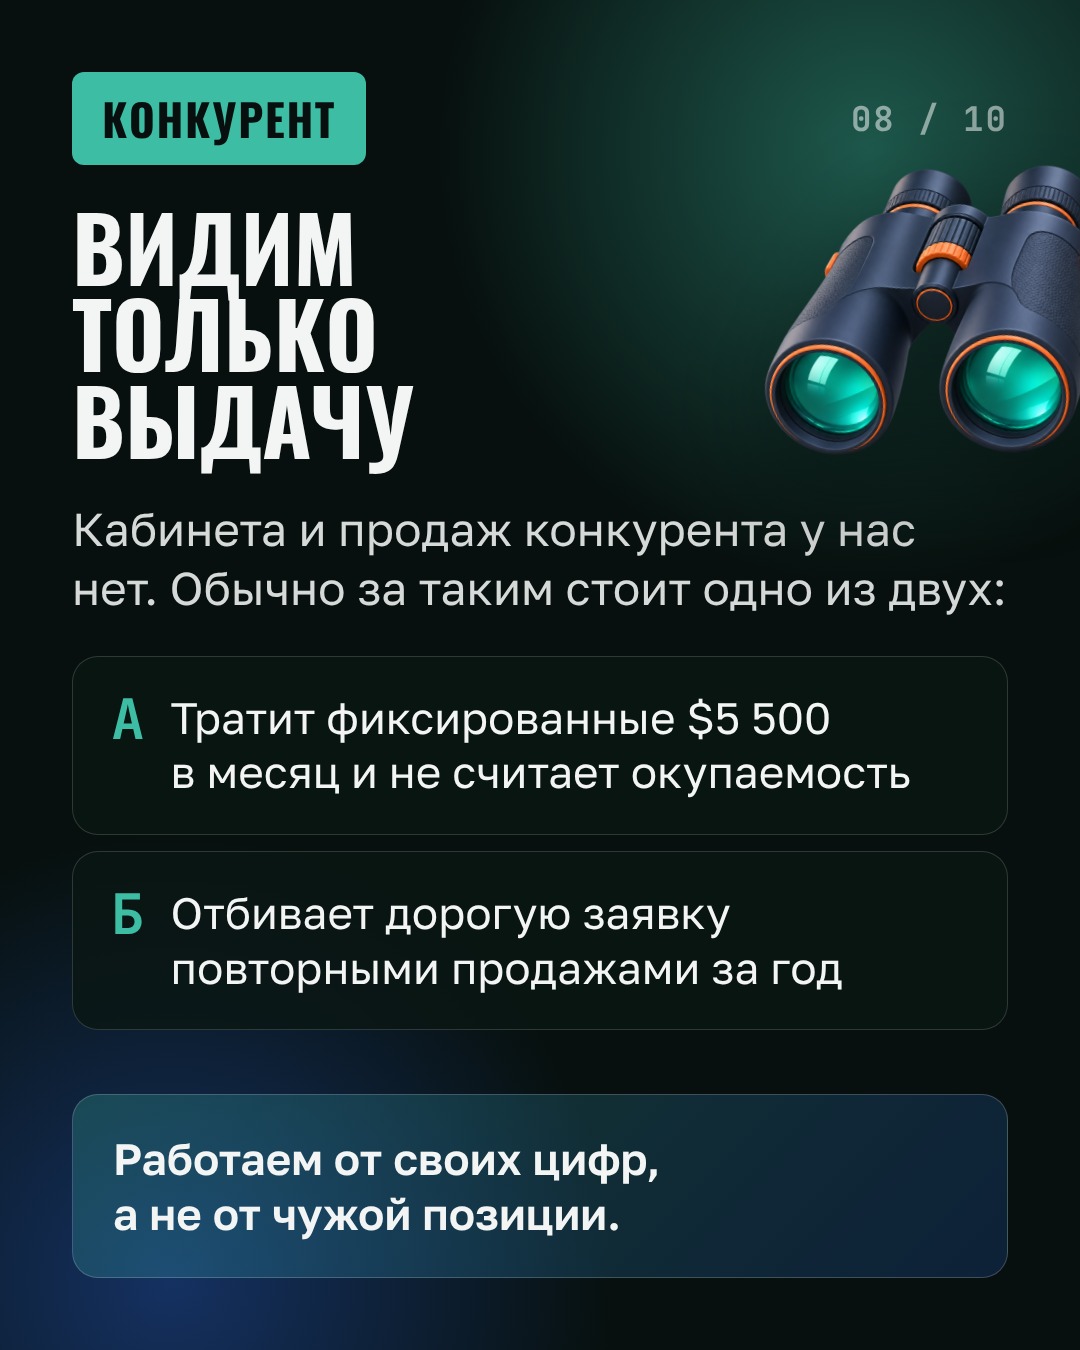 КОНКУРЕНТ
08 / 10
ВИДИМ
ТОЛЬКО
ВЫДАЧУ
Кабинета и продаж конкурента у нас
нет. Обычно за таким стоит одно из двух:
А Тратит фиксированные $5 500
в месяц и не считает окупаемость
Б Отбивает дорогую заявку
повторными продажами за год
Работаем от своих цифр,
а не от чужой позиции.